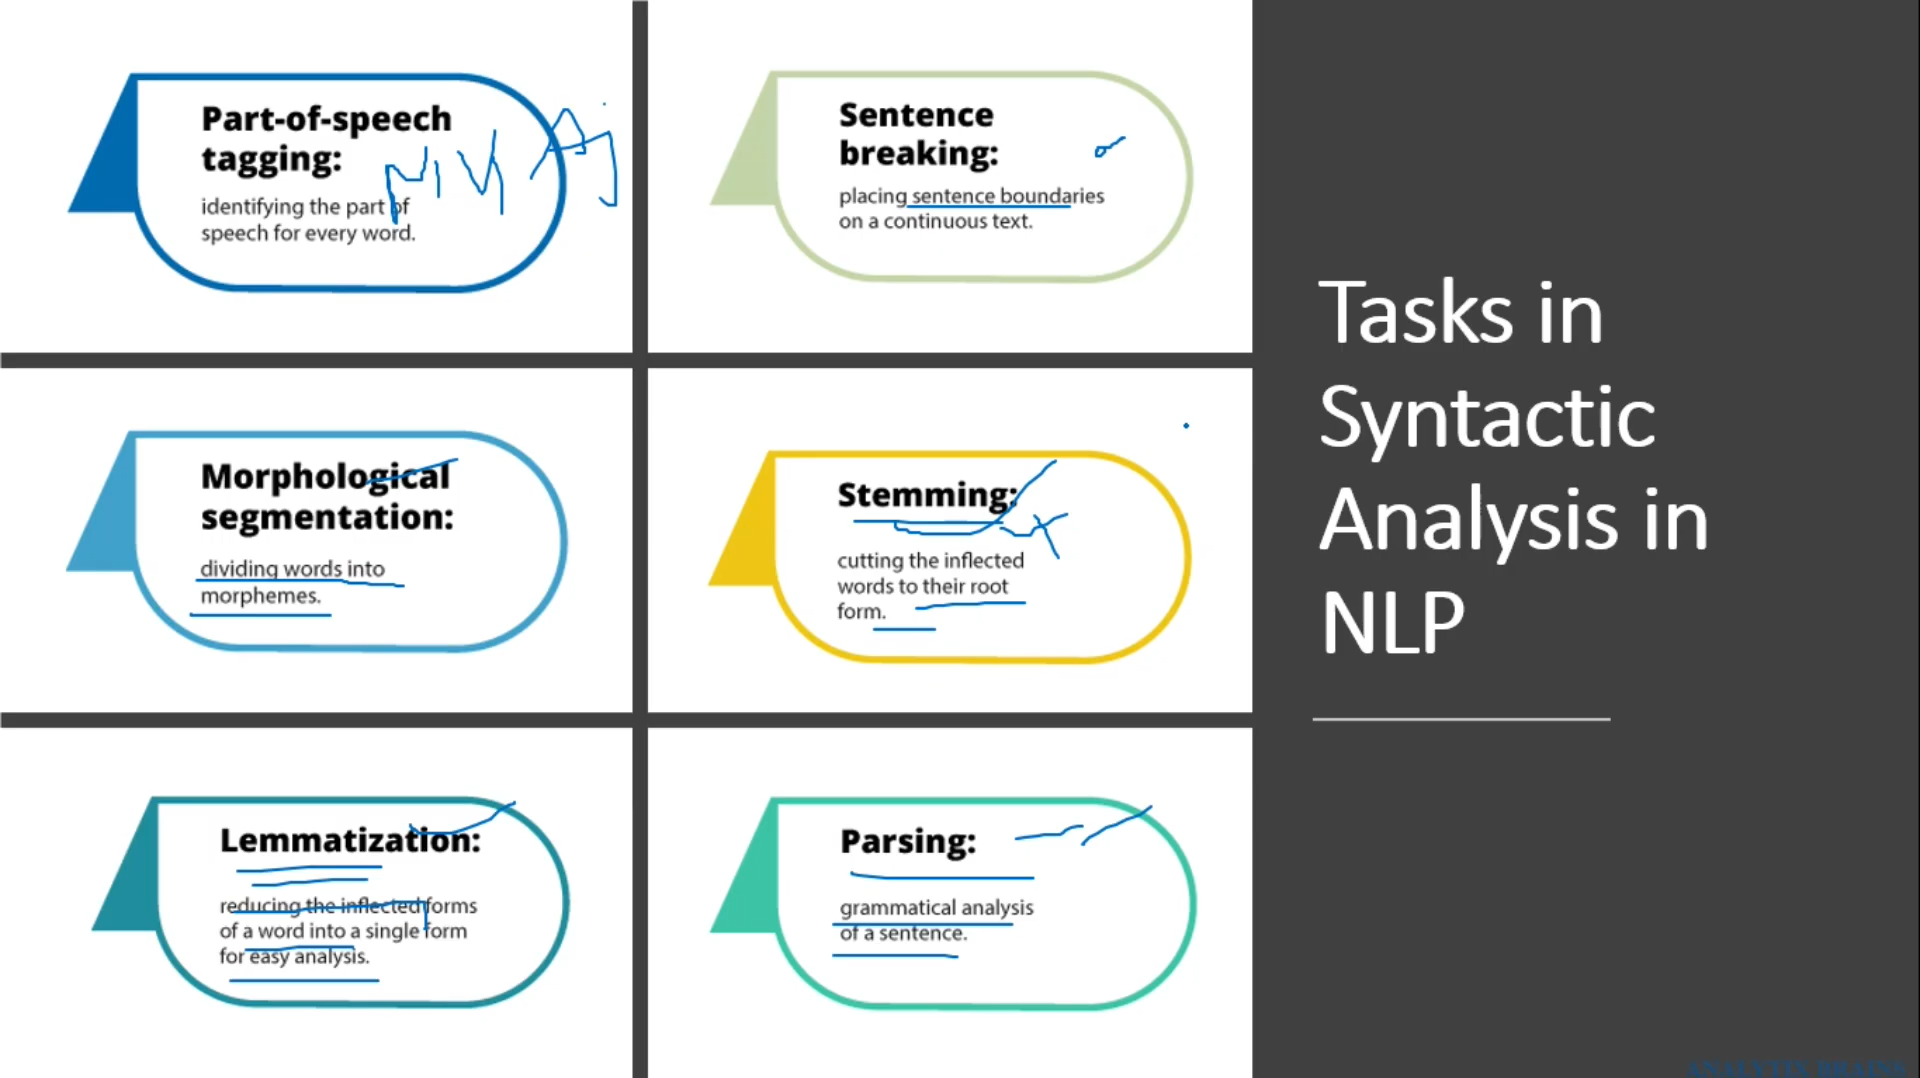 Part-of-speech
tagging:
identifying the part of
speech for every word.
Sentence
breaking:
placing sentence boundaries
on a continuous text.
Morphological
segmentation:
dividing words into
morphemes.
Stemming:
cutting the inflected
words to their root
form.
Lemmatization:
reducing the inflected forms
of a word into a single form
for easy analysis.
Parsing:
grammatical analysis
of a sentence.
Tasks in
Syntactic
Analysis in
NLP